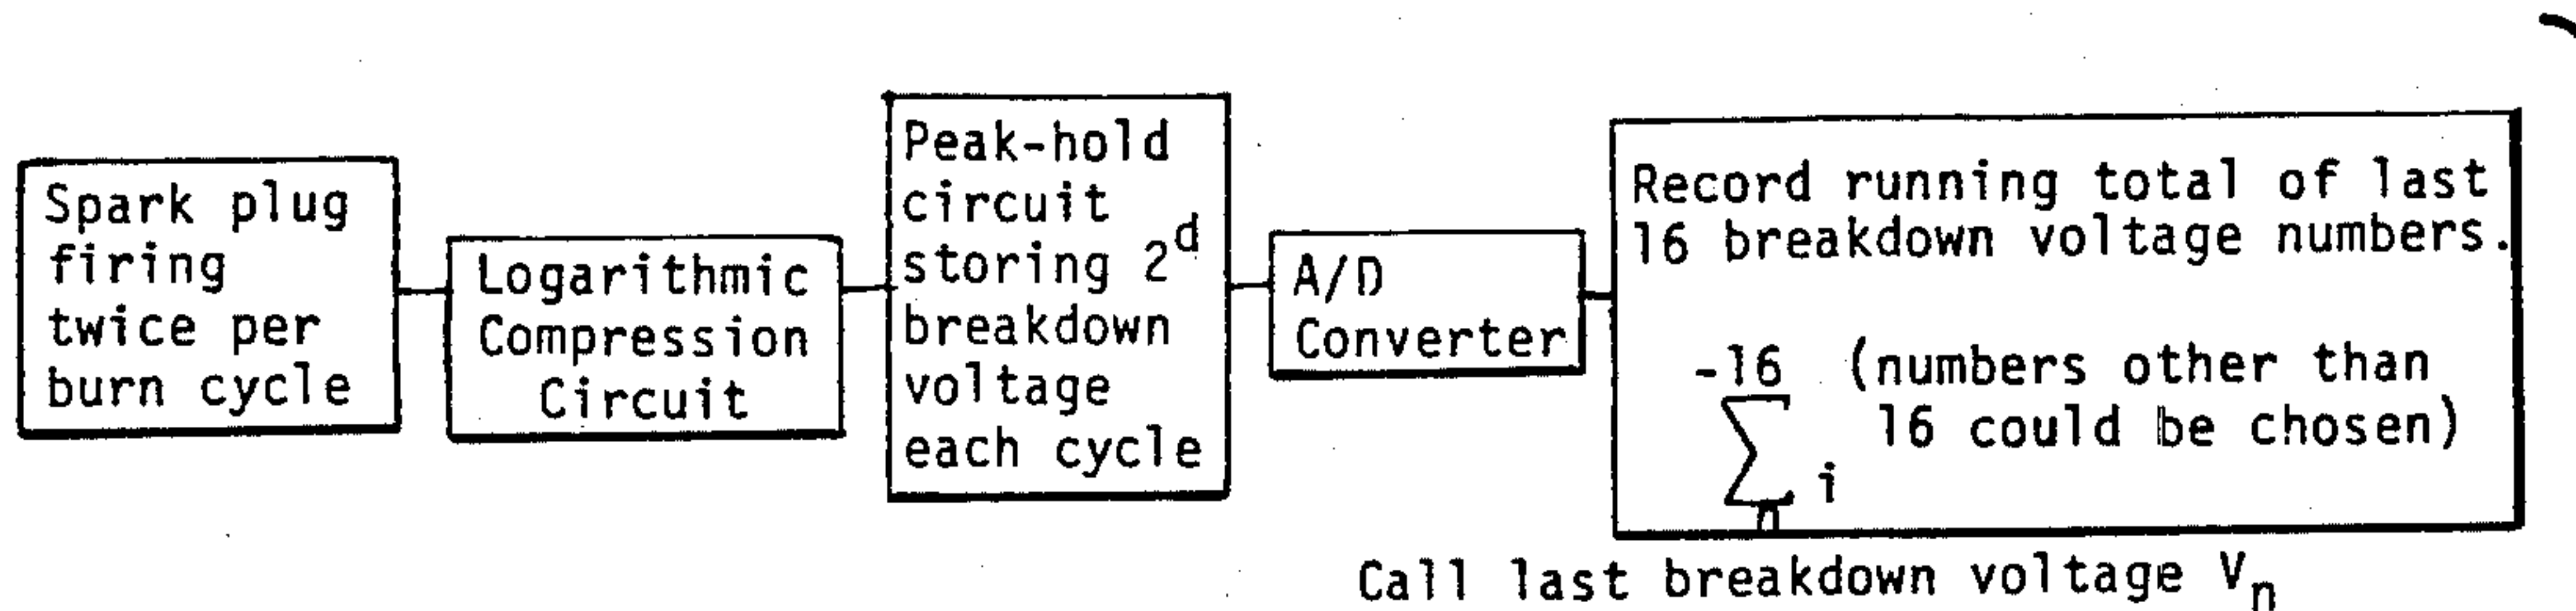 Spark plug
firing
twice per
burn cycle
Logarithmic
Compression
Circuit
Peak-hold
circuit
storing 2^d
breakdown
voltage
each cycle
A/D
Converter
Record running total of last
16 breakdown voltage numbers.
-16 (numbers other than
16 could be chosen)
∑ i
n
Call last breakdown voltage V_n